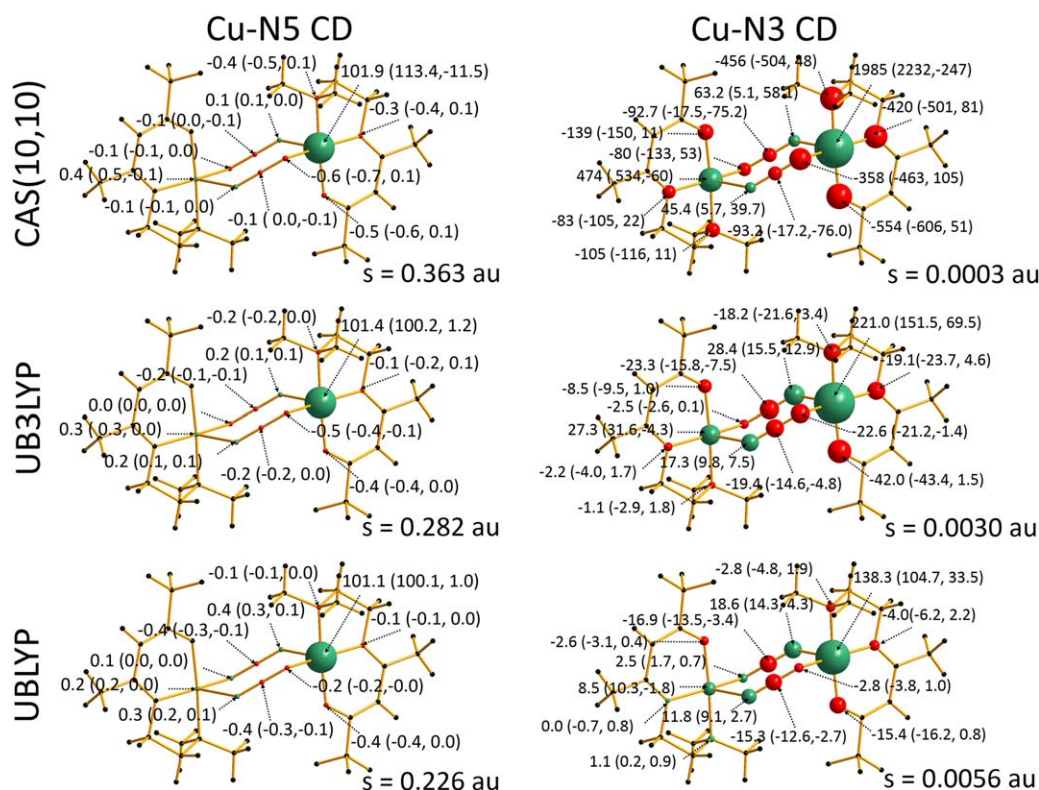 Cu-N5 CD
Cu-N3 CD
CAS(10,10)
-0.4 (-0.5, 0.1)
101.9 (113.4,-11.5)
0.1 (0.1, 0.0)
-0.3 (-0.4, 0.1)
-0.1 (0.0,-0.1)
-0.1 (-0.1, 0.0)
0.4 (0.5,-0.1)
-0.6 (-0.7, 0.1)
-0.1 (-0.1, 0.0)
-0.1 (0.0,-0.1)
-0.5 (-0.6, 0.1)
s = 0.363 au
-456 (-504, 48)
1985 (2232,-247)
63.2 (5.1, 58.1)
-420 (-501, 81)
-92.7 (-17.5,-75.2)
-139 (-150, 11)
-80 (-133, 53)
474 (534,-60)
-358 (-463, 105)
45.4 (5.7, 39.7)
-83 (-105, 22)
-93.2 (-17.2,-76.0)
-554 (-606, 51)
-105 (-116, 11)
s = 0.0003 au
UB3LYP
-0.2 (-0.2, 0.0)
101.4 (100.2, 1.2)
0.2 (0.1, 0.1)
-0.1 (-0.2, 0.1)
-0.2 (-0.1,-0.1)
0.0 (0.0, 0.0)
0.3 (0.3, 0.0)
-0.5 (-0.4,-0.1)
0.2 (0.1, 0.1)
-0.2 (-0.2, 0.0)
-0.4 (-0.4, 0.0)
s = 0.282 au
-18.2 (-21.6, 3.4)
221.0 (151.5, 69.5)
28.4 (15.5, 12.9)
-19.1(-23.7, 4.6)
-23.3 (-15.8,-7.5)
-8.5 (-9.5, 1.0)
-2.5 (-2.6, 0.1)
27.3 (31.6,-4.3)
-22.6 (-21.2,-1.4)
17.3 (9.8, 7.5)
-2.2 (-4.0, 1.7)
-19.4 (-14.6,-4.8)
-42.0 (-43.4, 1.5)
-1.1 (-2.9, 1.8)
s = 0.0030 au
UBLYP
-0.1 (-0.1, 0.0)
101.1 (100.1, 1.0)
0.4 (0.3, 0.1)
-0.1 (-0.1, 0.0)
-0.4 (-0.3,-0.1)
0.1 (0.0, 0.0)
0.2 (0.2, 0.0)
-0.2 (-0.2,-0.0)
0.3 (0.2, 0.1)
-0.4 (-0.3,-0.1)
-0.4 (-0.4, 0.0)
s = 0.226 au
-2.8 (-4.8, 1.9)
138.3 (104.7, 33.5)
18.6 (14.3, 4.3)
-4.0(-6.2, 2.2)
-16.9 (-13.5,-3.4)
-2.6 (-3.1, 0.4)
2.5 (1.7, 0.7)
8.5 (10.3,-1.8)
-2.8 (-3.8, 1.0)
11.8 (9.1, 2.7)
0.0 (-0.7, 0.8)
-15.3 (-12.6,-2.7)
-15.4 (-16.2, 0.8)
1.1 (0.2, 0.9)
s = 0.0056 au